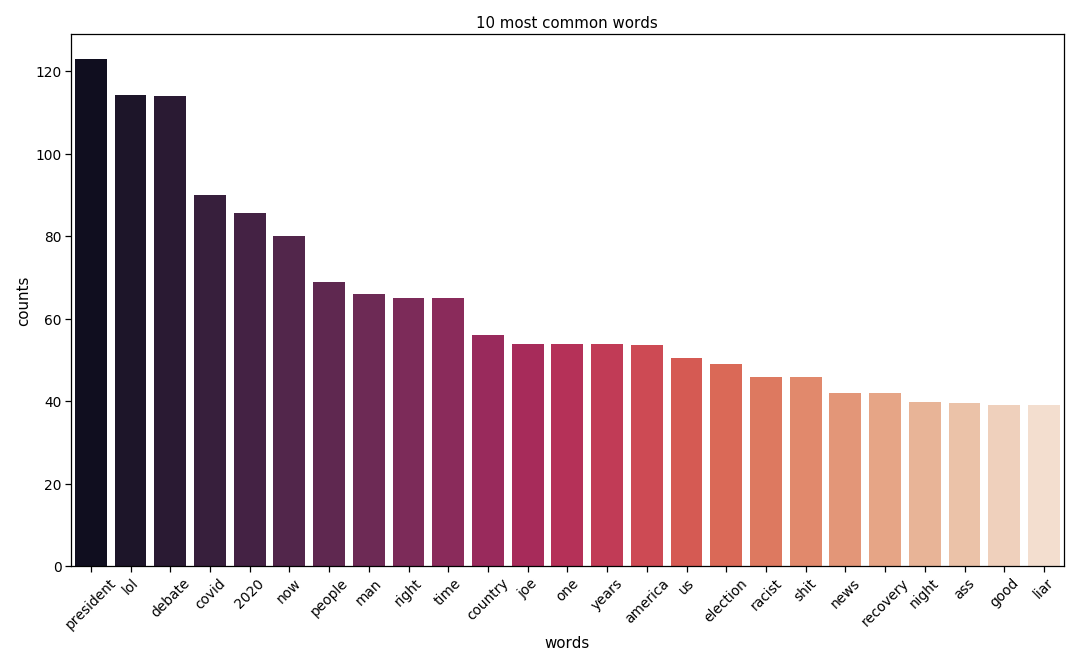 10 most common words
counts
120
100
80
60
40
20
0
president lol debate covid 2020 now people man right time country joe one years america us election racist shit news recovery night ass good liar
words